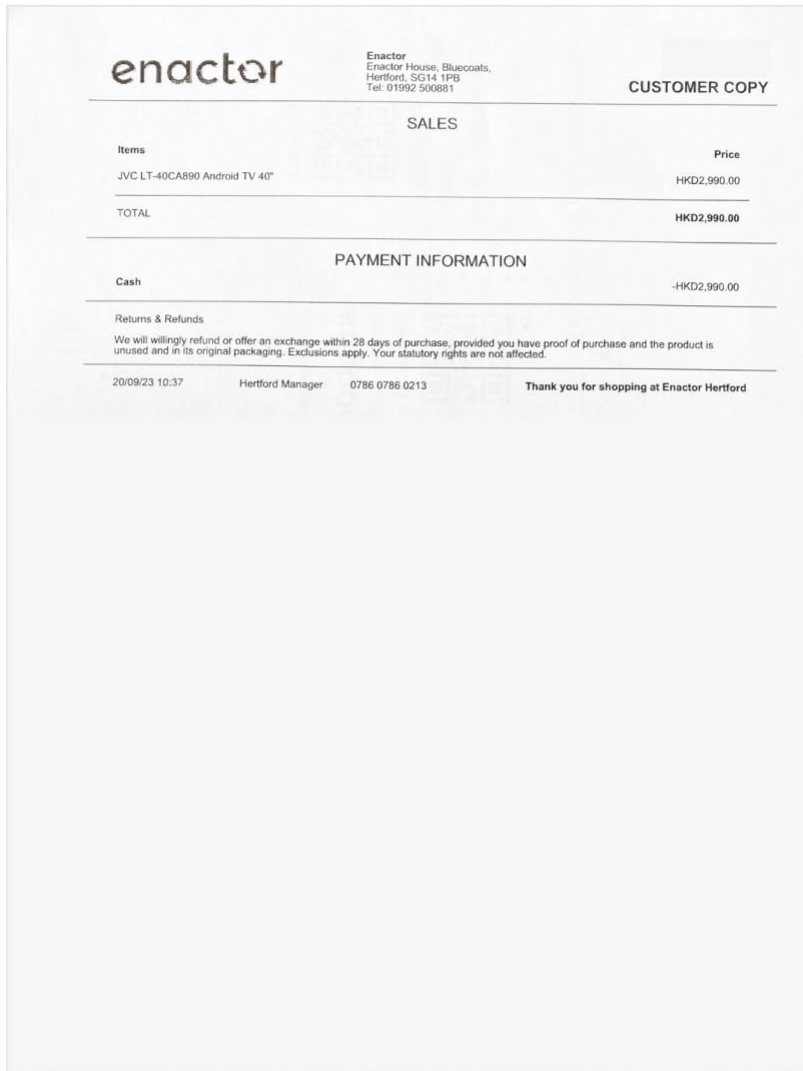 enactor
Enactor
Enactor House, Bluecoats,
Hertford, SG14 1PB
Tel: 01992 500881
CUSTOMER COPY
SALES
Items Price
JVC LT-40CA890 Android TV 40" HKD2,990.00
TOTAL HKD2,990.00
PAYMENT INFORMATION
Cash -HKD2,990.00
Returns & Refunds
We will willingly refund or offer an exchange within 28 days of purchase, provided you have proof of purchase and the product is
unused and in its original packaging. Exclusions apply. Your statutory rights are not affected.
20/09/23 10:37 Hertford Manager 0786 0786 0213 Thank you for shopping at Enactor Hertford